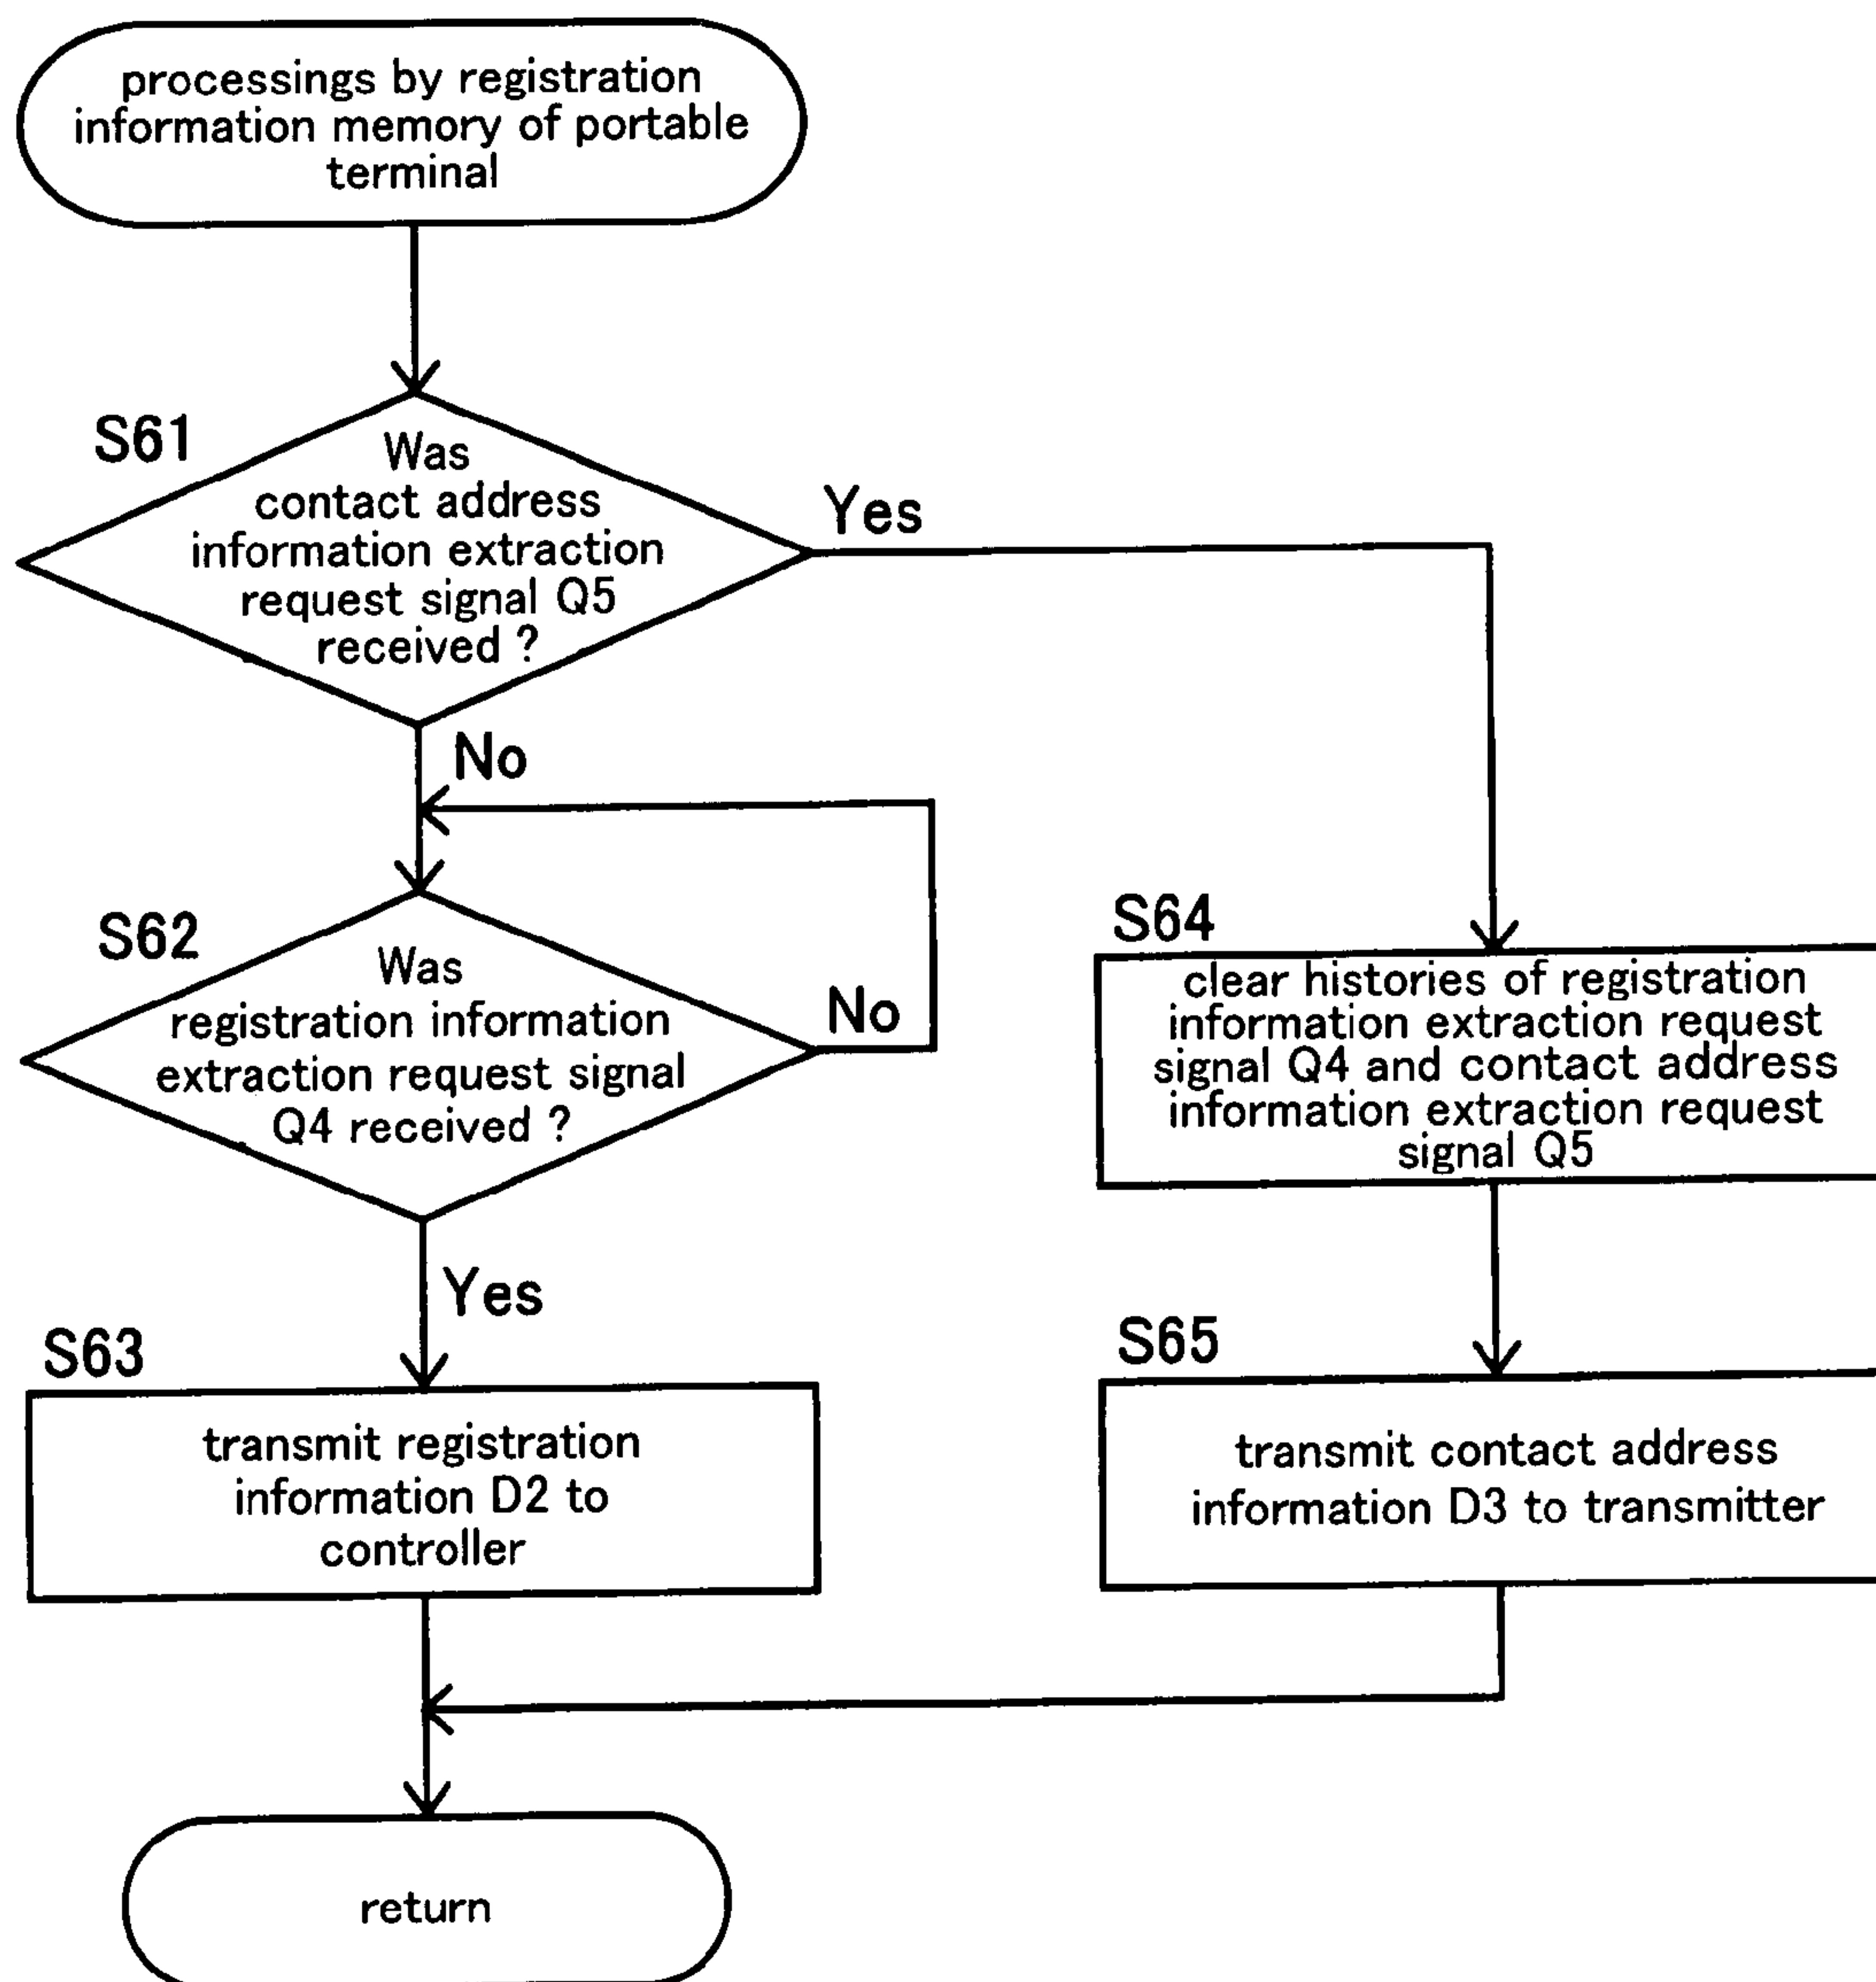 processings by registration
information memory of portable
terminal
S61
Was
contact address
information extraction
request signal Q5
received ?
Yes
No
S62
Was
registration information
extraction request signal
Q4 received ?
No
Yes
S63
transmit registration
information D2 to
controller
S64
clear histories of registration
information extraction request
signal Q4 and contact address
information extraction request
signal Q5
S65
transmit contact address
information D3 to transmitter
return